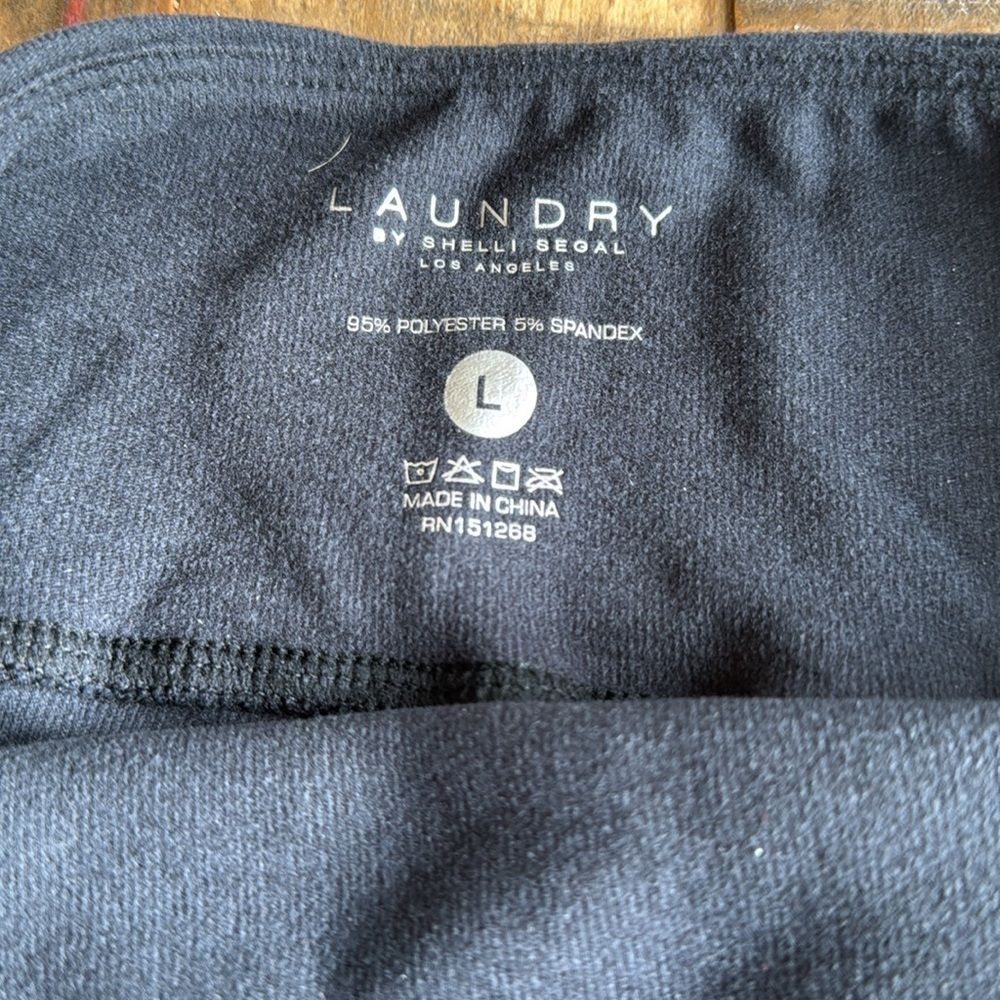 LAUNDRY
BY SHELLI SEGAL
LOS ANGELES
95% POLYESTER 5% SPANDEX
L
MADE IN CHINA
RN151268